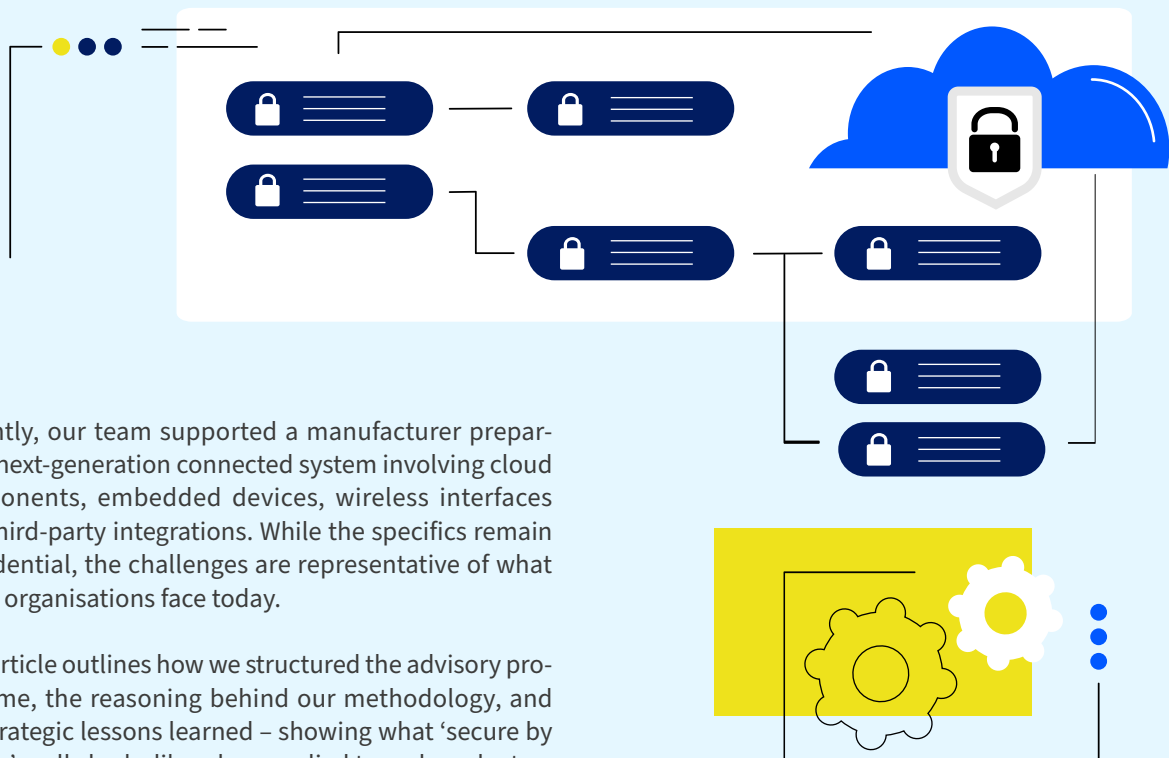 ntly, our team supported a manufacturer prepar-
next-generation connected system involving cloud
onents, embedded devices, wireless interfaces
hird-party integrations. While the specifics remain
dential, the challenges are representative of what
organisations face today.
rticle outlines how we structured the advisory pro-
me, the reasoning behind our methodology, and
trategic lessons learned – showing what ‘secure by